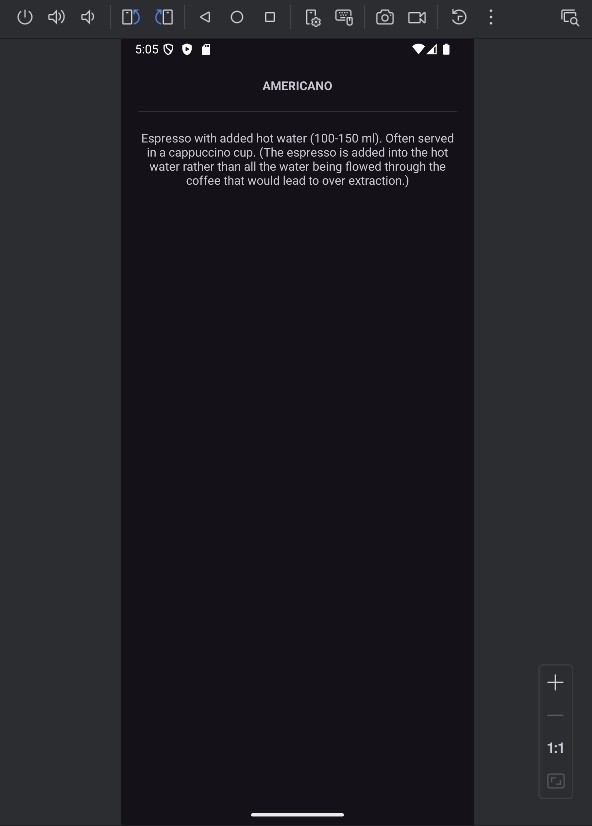 5:05
AMERICANO
Espresso with added hot water (100-150 ml). Often served
in a cappuccino cup. (The espresso is added into the hot
water rather than all the water being flowed through the
coffee that would lead to over extraction.)
1:1